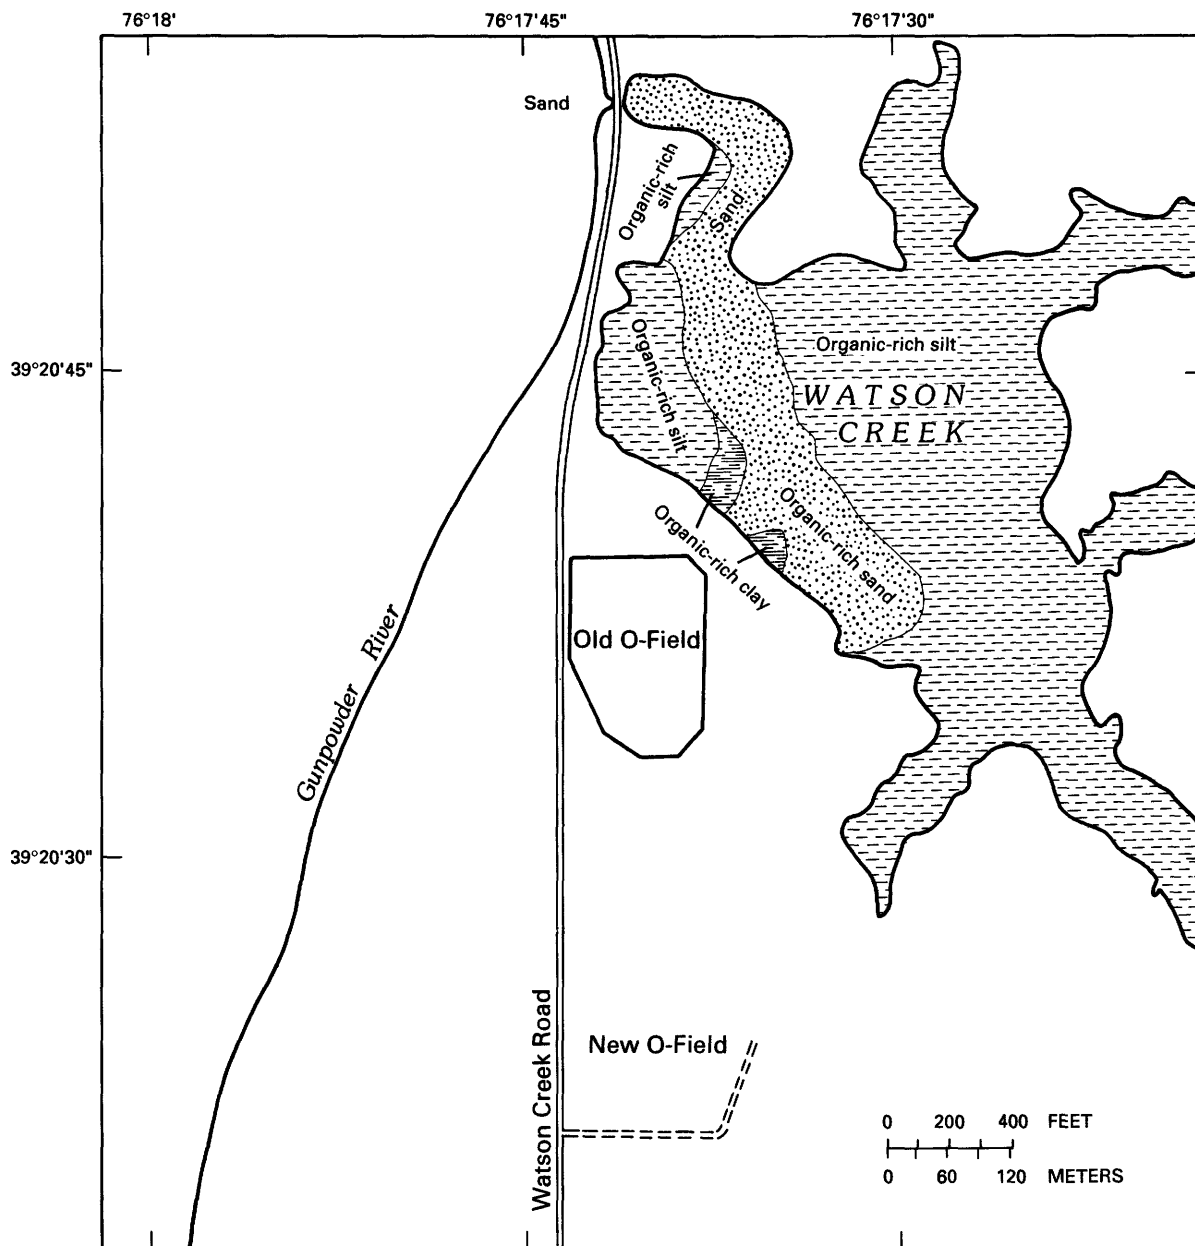 76°18'
76°17'45"
76°17'30"
Sand
Organic-rich
silt
Sand
39°20'45"
Organic-rich silt
Organic-rich silt
WATSON
CREEK
Organic-rich sand
Organic-rich clay
Old O-Field
Gunpowder River
39°20'30"
Watson Creek Road
New O-Field
0 200 400 FEET
0 60 120 METERS